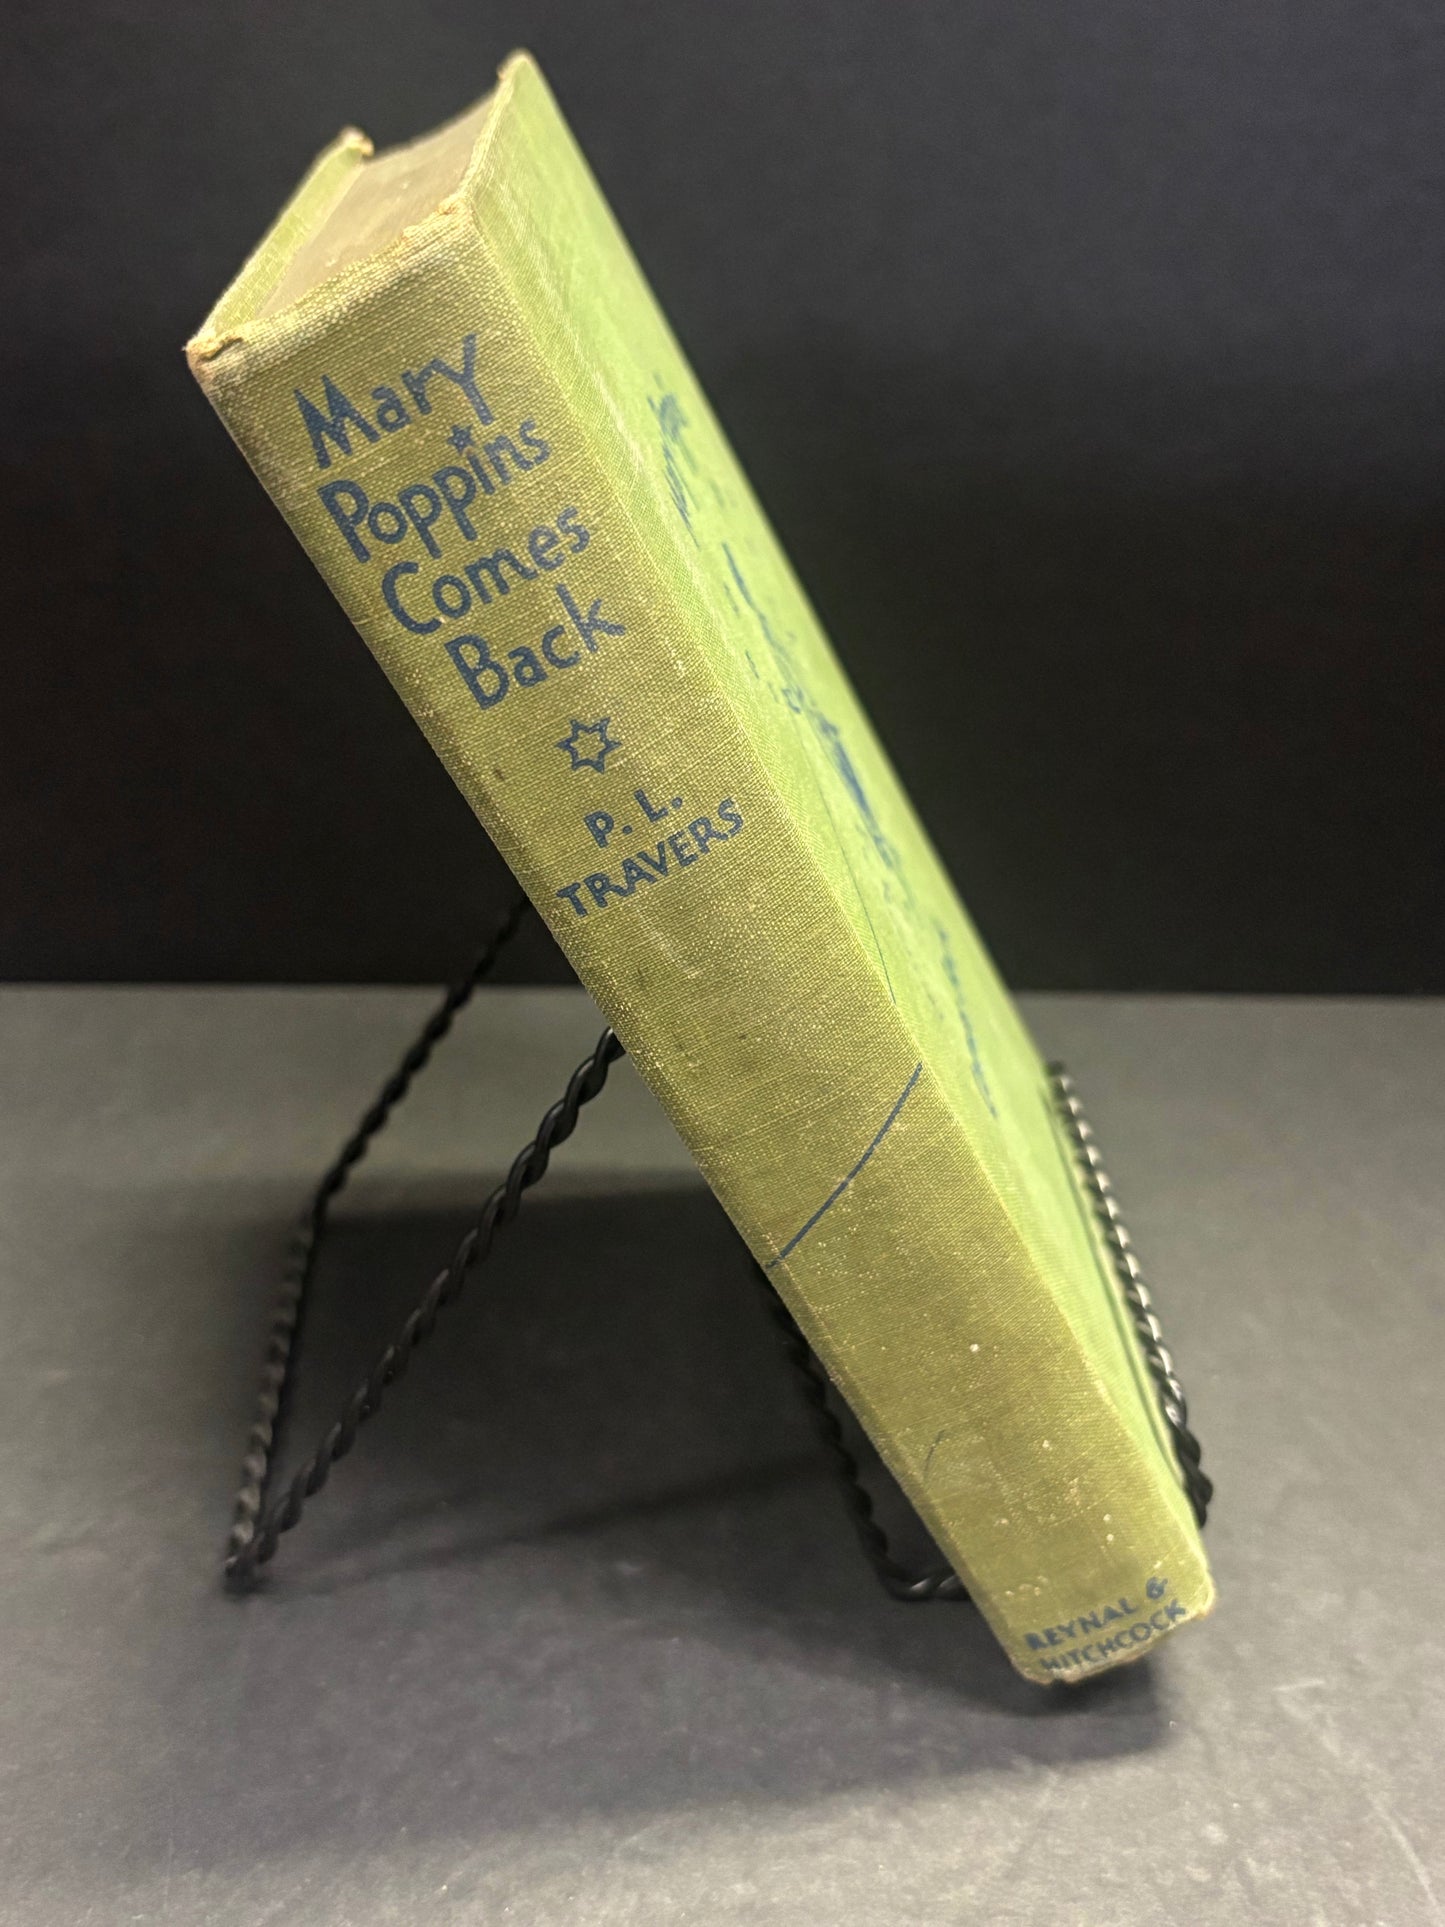 Mary
Poppins
Comes
Back
P. L.
TRAVERS
REYNAL &
HITCHCOCK